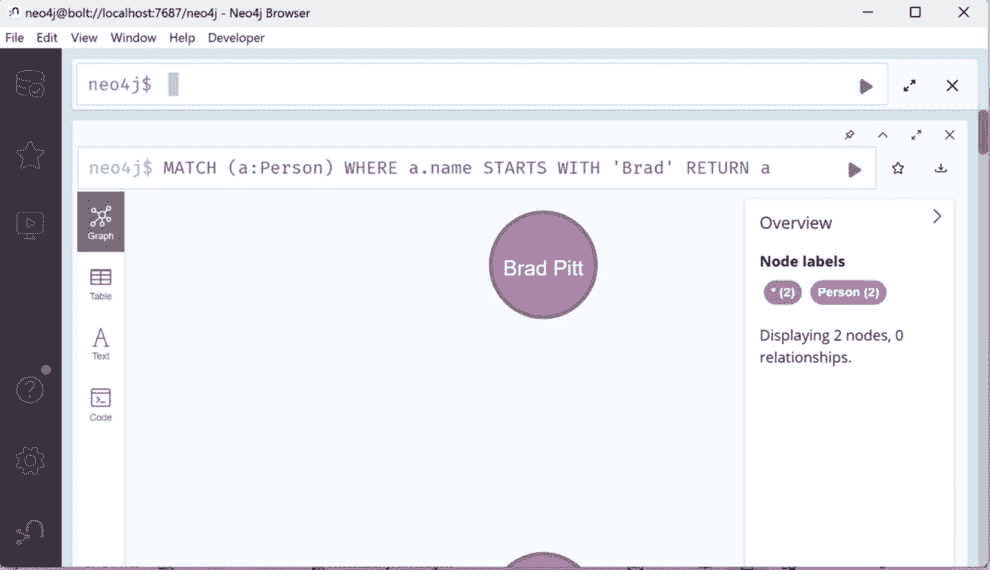 neo4j@bolt://localhost:7687/neo4j - Neo4j Browser
File Edit View Window Help Developer
neo4j$
neo4j$ MATCH (a:Person) WHERE a.name STARTS WITH 'Brad' RETURN a
Graph
Table
Text
Code
Brad Pitt
Overview
Node labels
* (2) Person (2)
Displaying 2 nodes, 0
relationships.